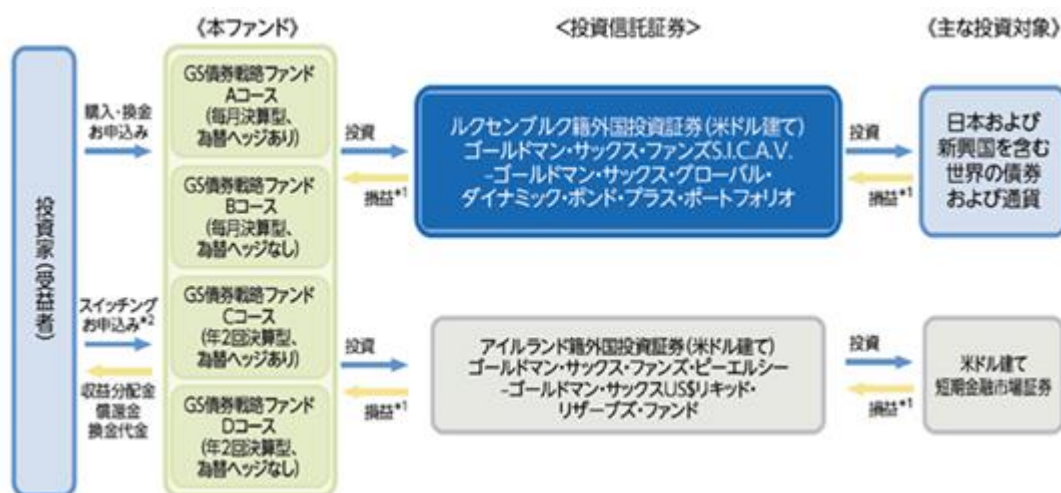 《本ファンド》
<投資信託証券>
《主な投資対象》
投資家(受益者)
購入・換金
お申込み
スイッチング
お申込み*2
収益分配金
償還金
換金代金
GS債券戦略ファンド
Aコース
(毎月決算型、
為替ヘッジあり)
GS債券戦略ファンド
Bコース
(毎月決算型、
為替ヘッジなし)
GS債券戦略ファンド
Cコース
(年2回決算型、
為替ヘッジあり)
GS債券戦略ファンド
Dコース
(年2回決算型、
為替ヘッジなし)
投資
損益*1
ルクセンブルク籍外国投資証券(米ドル建て)
ゴールドマン・サックス・ファンズS.I.C.A.V.
-ゴールドマン・サックス・グローバル・
ダイナミック・ボンド・プラス・ポートフォリオ
投資
損益*1
日本および
新興国を含む
世界の債券
および通貨
投資
損益*1
アイルランド籍外国投資証券(米ドル建て)
ゴールドマン・サックス・ファンズ・ピーエルシー
-ゴールドマン・サックスUS$リキッド・
リザーブズ・ファンド
投資
損益*1
米ドル建て
短期金融市場証券